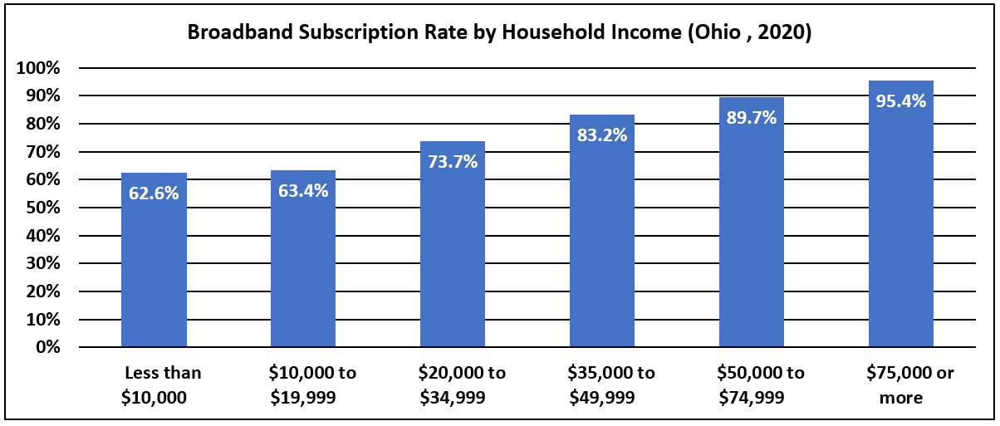 Broadband Subscription Rate by Household Income (Ohio , 2020)
100%
90%
80%
70%
60%
50%
40%
30%
20%
10%
0%
62.6%
63.4%
73.7%
83.2%
89.7%
95.4%
Less than
$10,000
$10,000 to
$19,999
$20,000 to
$34,999
$35,000 to
$49,999
$50,000 to
$74,999
$75,000 or
more